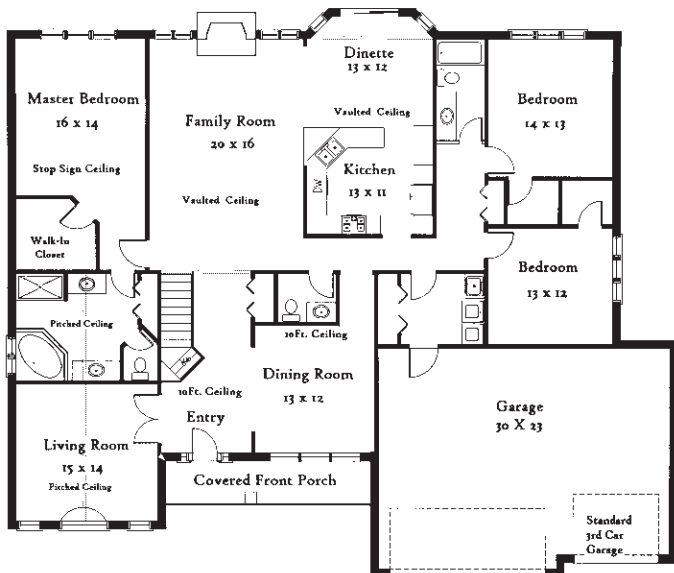 Dinette
13 x 12
Vaulted Ceiling
Master Bedroom
16 x 14
Stop Sign Ceiling
Family Room
20 x 16
Vaulted Ceiling
Bedroom
14 x 13
Kitchen
13 x 11
DW
Walk-In
Closet
Bedroom
13 x 12
Pitched Ceiling
10Ft. Ceiling
Dining Room
13 x 12
10Ft. Ceiling
Entry
Garage
30 X 23
Living Room
15 x 14
Pitched Ceiling
Covered Front Porch
Standard
3rd Car
Garage